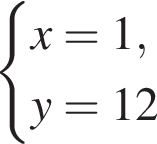 x = 1,
y = 12